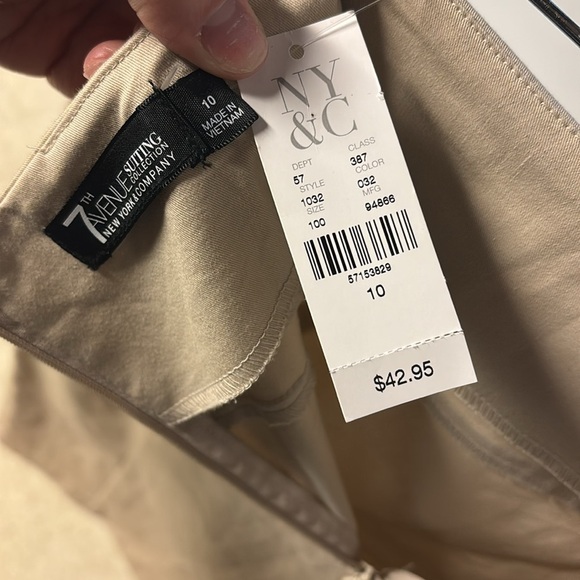 7TH
AVENUE
SUITING
COLLECTION
NEW YORK & COMPANY
10
MADE IN
VIETNAM
NY
&C
DEPT CLASS
57 387
STYLE COLOR
1032 032
SIZE MFG
100 94866
57153829
10
$42.95